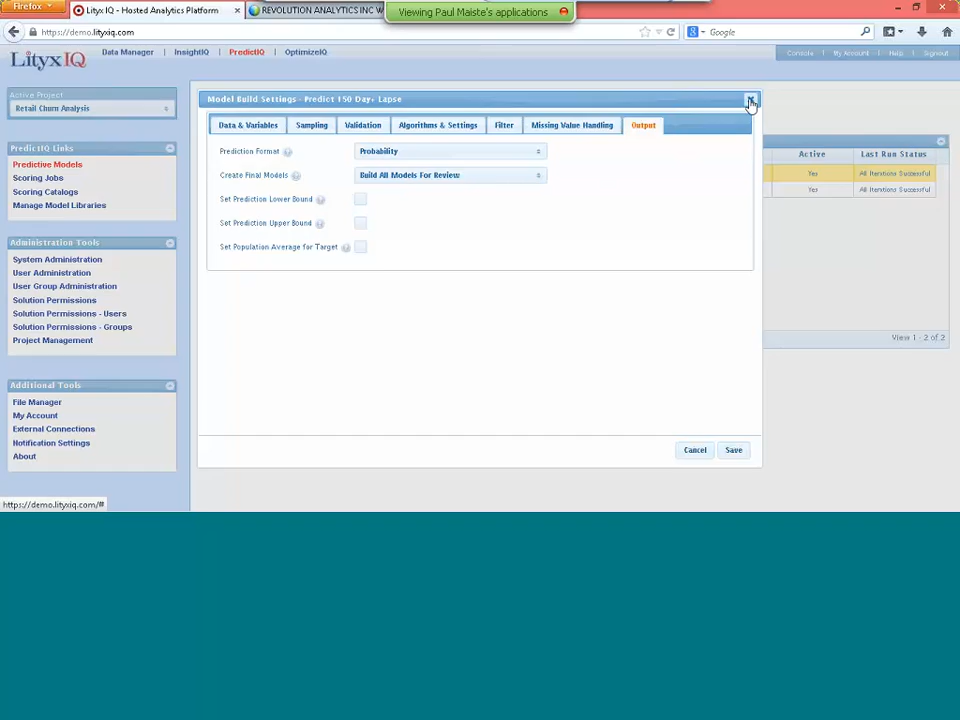 Firefox
LityxIQ - Hosted Analytics Platform
REVOLUTION ANALYTICS INC W
Viewing Paul Maiste's applications
https://demo.lityxiq.com
Google
LityxIQ
Data Manager
InsightIQ
PredictIQ
OptimizeIQ
Console
My Account
Help
Signout
Active Project
Retail Churn Analysis
PredictIQ Links
Predictive Models
Scoring Jobs
Scoring Catalogs
Manage Model Libraries
Administration Tools
System Administration
User Administration
User Group Administration
Solution Permissions
Solution Permissions - Users
Solution Permissions - Groups
Project Management
Additional Tools
File Manager
My Account
External Connections
Notification Settings
About
https://demo.lityxiq.com/#
Model Build Settings - Predict 150 Day+ Lapse
Data & Variables
Sampling
Validation
Algorithms & Settings
Filter
Missing Value Handling
Output
Prediction Format
Probability
Create Final Models
Build All Models For Review
Set Prediction Lower Bound
Set Prediction Upper Bound
Set Population Average for Target
Cancel
Save
Active
Last Run Status
Yes
All Iterations Successful
Yes
All Iterations Successful
View 1 - 2 of 2